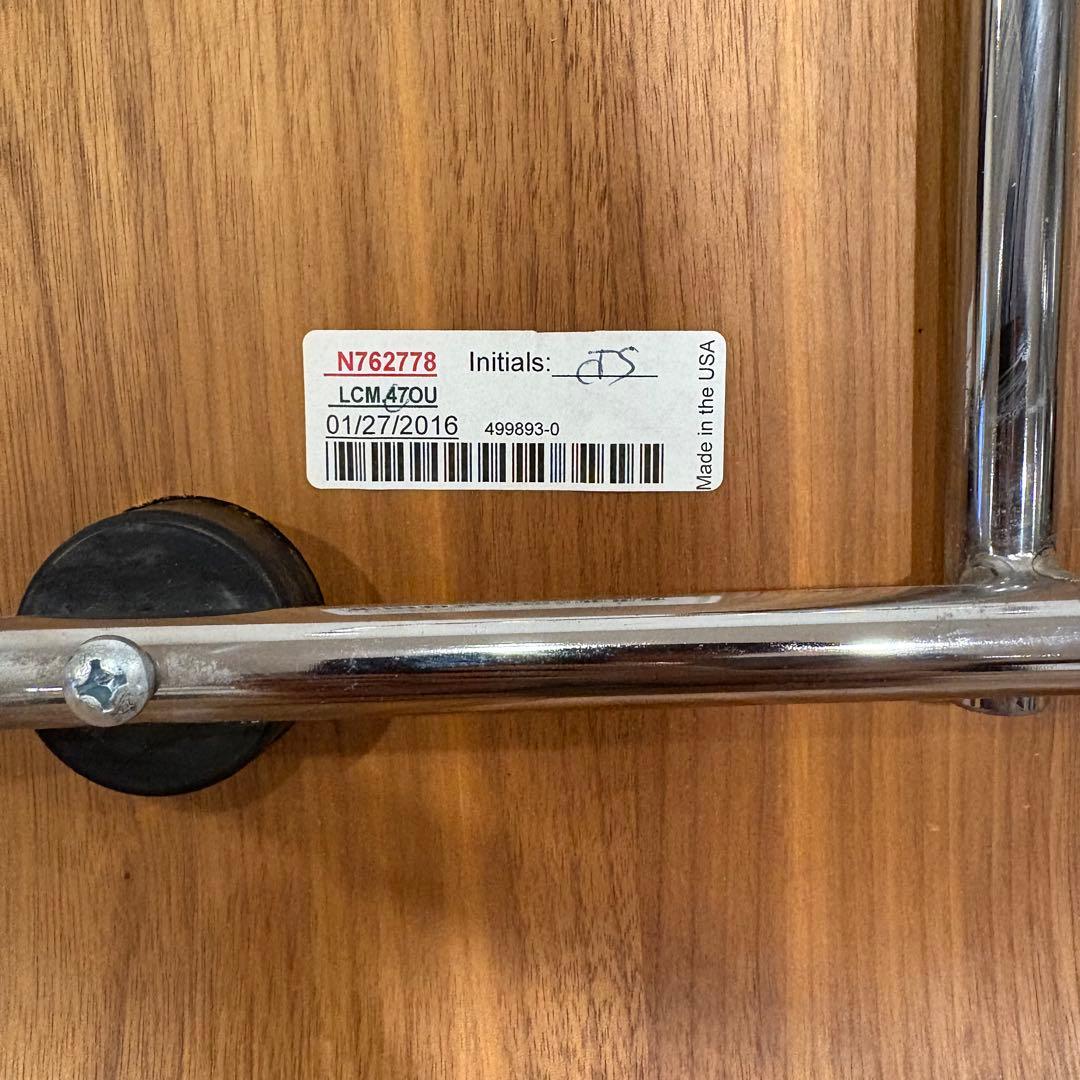 N762778 Initials: JS
LCM.47OU
01/27/2016 499893-0
Made in the USA